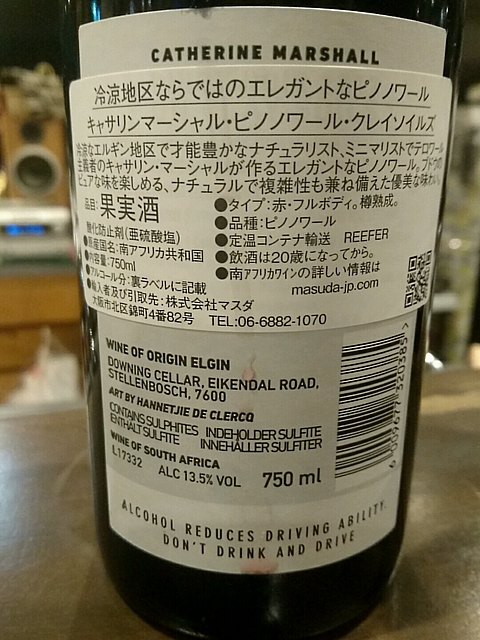 CATHERINE MARSHALL
冷涼地区ならではのエレガントなピノノワール
キャサリンマーシャル・ピノノワール・クレイソイルズ
冷涼なエルギン地区で才能豊かなナチュラリスト、ミニマリストでテロワール
主義者のキャサリン・マーシャルが作るエレガントなピノノワール。ブドウの
ピュアな味を楽しめる、ナチュラルで複雑性も兼ね備えた優美な味わい。
品目:果実酒
酸化防止剤(亜硫酸塩)
原産国名:南アフリカ共和国
●内容量:750ml
●アルコール分:裏ラベルに記載
●輸入者及び引取先:株式会社マスダ
大阪市北区錦町4番82号 TEL:06-6882-1070
●タイプ:赤・フルボディ。樽熟成。
●品種:ピノノワール
●定温コンテナ輸送 REEFER
●飲酒は20歳になってから。
●南アフリカワインの詳しい情報は
masuda-jp.com
WINE OF ORIGIN ELGIN
DOWNING CELLAR, EIKENDAL ROAD,
STELLENBOSCH, 7600
ART BY HANNETJIE DE CLERCQ
CONTAINS SULPHITES INDEHOLDER SULFITE
ENTHÄLT SULFITE INNEHÅLLER SULFITER
WINE OF SOUTH AFRICA
L17332 ALC 13.5% VOL 750 ml
6 009677 520385 >
ALCOHOL REDUCES DRIVING ABILITY.
DON'T DRINK AND DRIVE